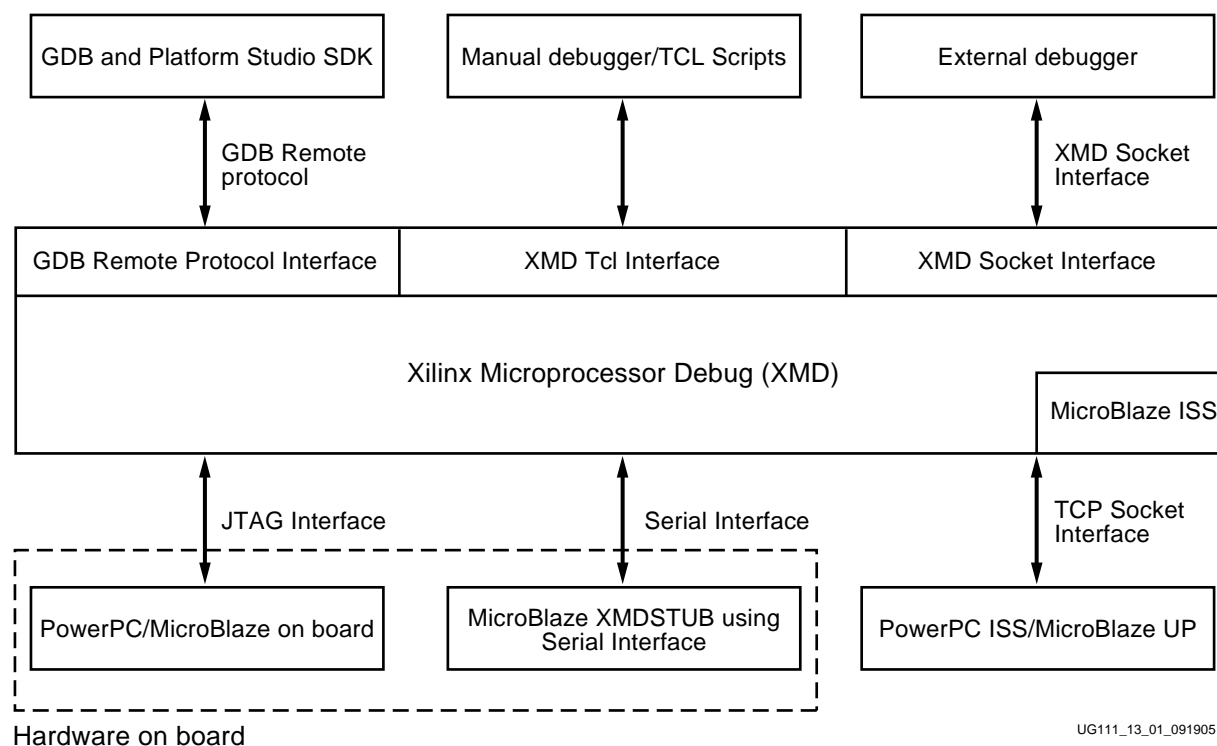 GDB and Platform Studio SDK
Manual debugger/TCL Scripts
External debugger
GDB Remote
protocol
XMD Socket
Interface
GDB Remote Protocol Interface
XMD Tcl Interface
XMD Socket Interface
Xilinx Microprocessor Debug (XMD)
MicroBlaze ISS
JTAG Interface
Serial Interface
TCP Socket
Interface
PowerPC/MicroBlaze on board
MicroBlaze XMDSTUB using
Serial Interface
PowerPC ISS/MicroBlaze UP
Hardware on board
UG111_13_01_091905